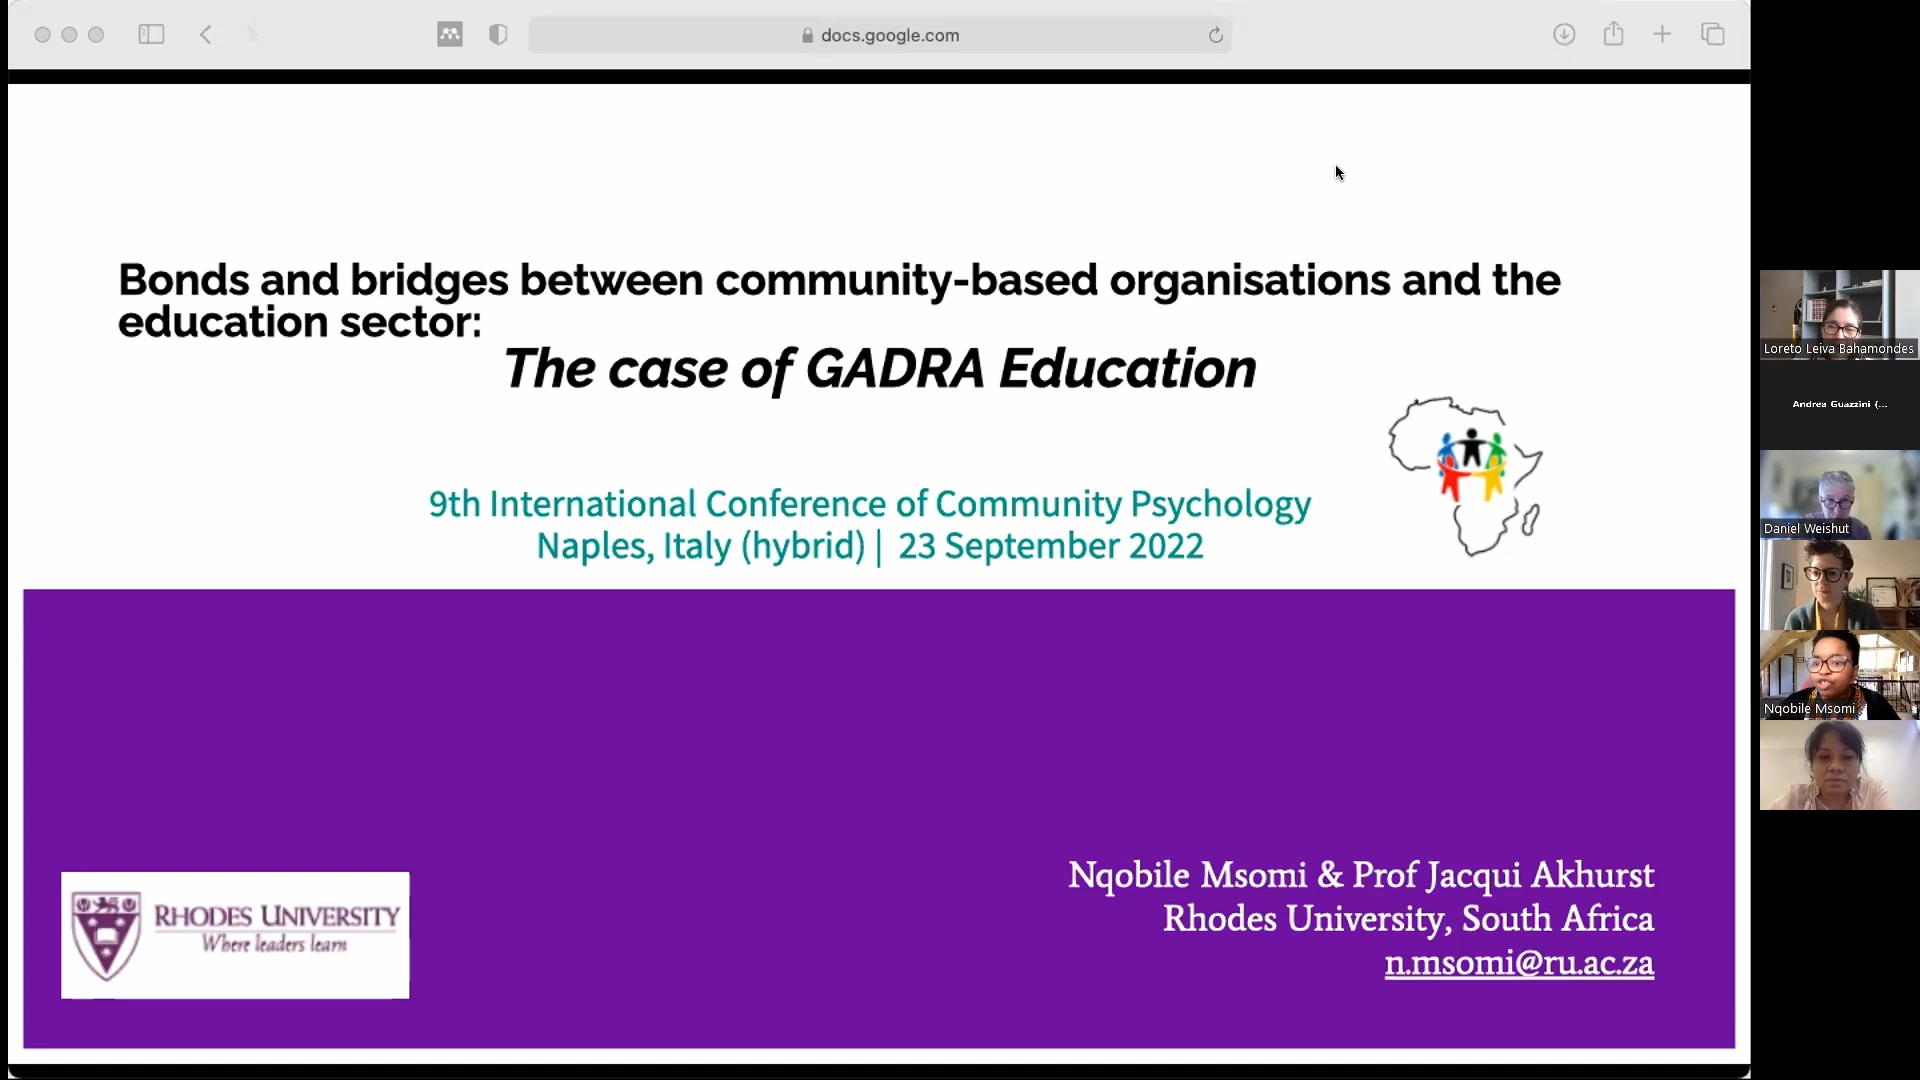 docs.google.com
Bonds and bridges between community-based organisations and the
education sector:
The case of GADRA Education
9th International Conference of Community Psychology
Naples, Italy (hybrid) | 23 September 2022
RHODES UNIVERSITY
Where leaders learn
Nqobile Msomi & Prof Jacqui Akhurst
Rhodes University, South Africa
n.msomi@ru.ac.za
Loreto Leiva Bahamondes
Andrea Guazzini (...
Daniel Weishut
Nqobile Msomi